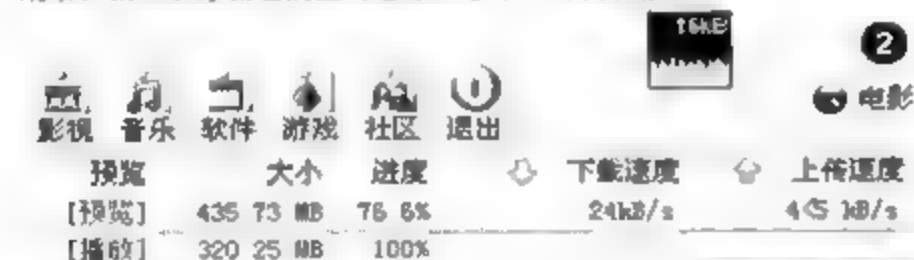 16kB
2
电影
影视 音乐 软件 游戏 社区 退出
预览 大小 进度 下载速度 上传速度
[预览] 435 73 MB 76 6% 24kB/s kB/s
[播放] 320 25 MB 100%